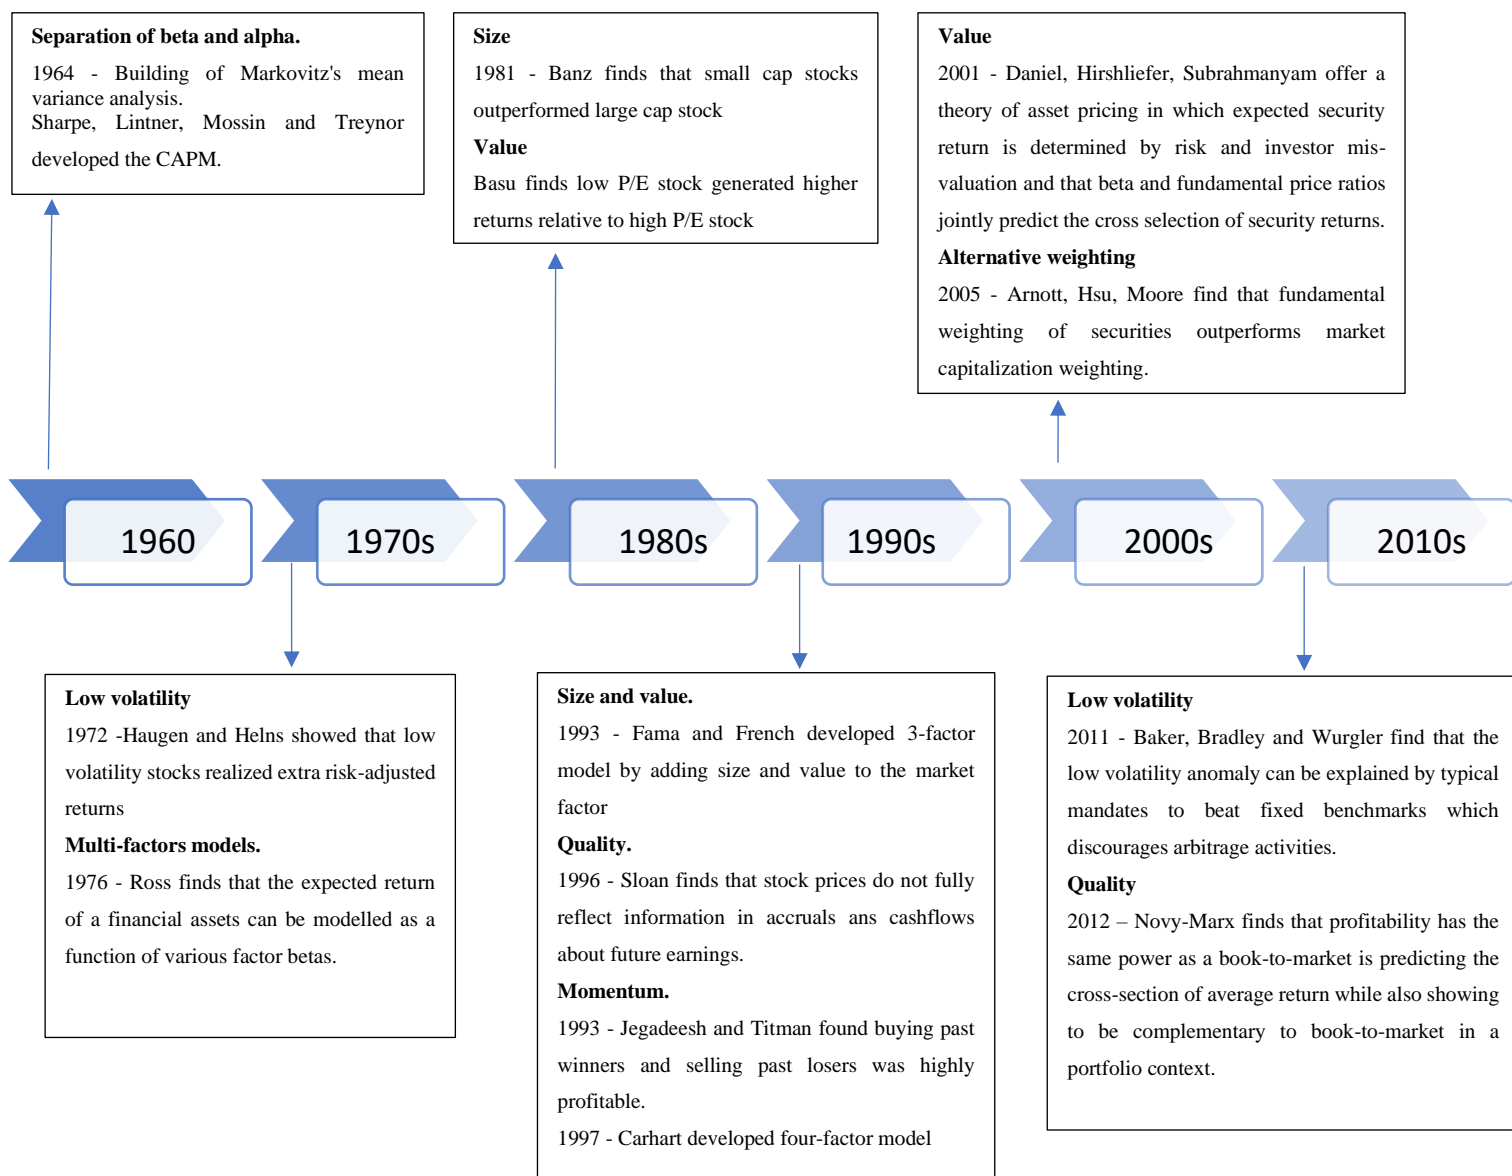 Separation of beta and alpha.
1964 - Building of Markovitz's mean
variance analysis.
Sharpe, Lintner, Mossin and Treynor
developed the CAPM.
Size
1981 - Banz finds that small cap stocks
outperformed large cap stock
Value
Basu finds low P/E stock generated higher
returns relative to high P/E stock
Value
2001 - Daniel, Hirshliefer, Subrahmanyam offer a
theory of asset pricing in which expected security
return is determined by risk and investor mis-
valuation and that beta and fundamental price ratios
jointly predict the cross selection of security returns.
Alternative weighting
2005 - Arnott, Hsu, Moore find that fundamental
weighting of securities outperforms market
capitalization weighting.
1960
1970s
1980s
1990s
2000s
2010s
Low volatility
1972 -Haugen and Helns showed that low
volatility stocks realized extra risk-adjusted
returns
Multi-factors models.
1976 - Ross finds that the expected return
of a financial assets can be modelled as a
function of various factor betas.
Size and value.
1993 - Fama and French developed 3-factor
model by adding size and value to the market
factor
Quality.
1996 - Sloan finds that stock prices do not fully
reflect information in accruals ans cashflows
about future earnings.
Momentum.
1993 - Jegadeesh and Titman found buying past
winners and selling past losers was highly
profitable.
1997 - Carhart developed four-factor model
Low volatility
2011 - Baker, Bradley and Wurgler find that the
low volatility anomaly can be explained by typical
mandates to beat fixed benchmarks which
discourages arbitrage activities.
Quality
2012 – Novy-Marx finds that profitability has the
same power as a book-to-market is predicting the
cross-section of average return while also showing
to be complementary to book-to-market in a
portfolio context.